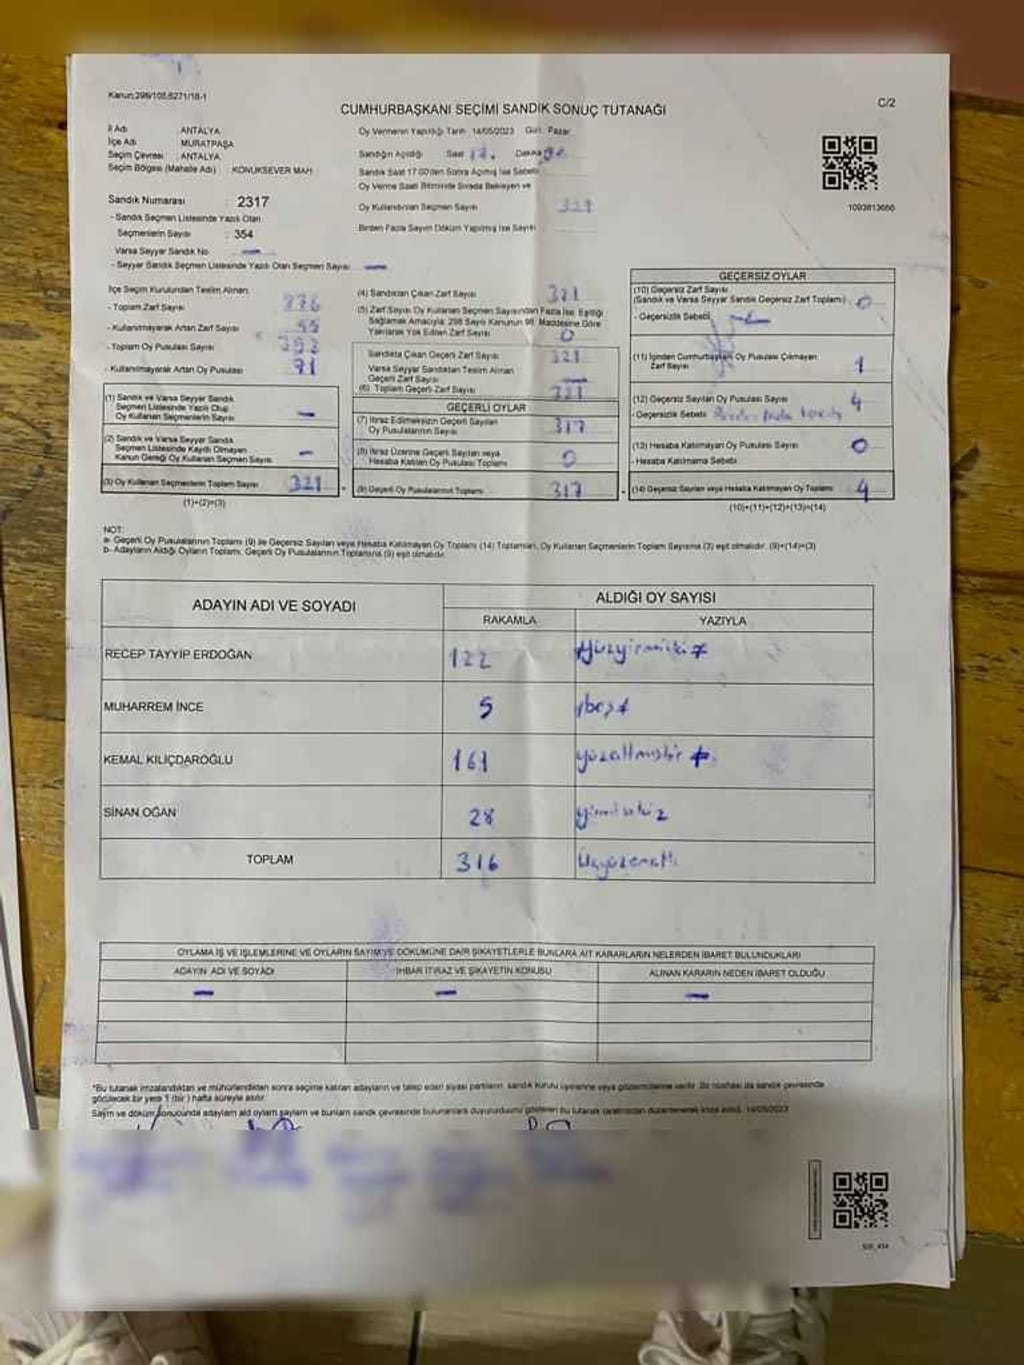 Kanun:298/108,6271/18-1
C/2
CUMHURBAŞKANI SEÇİMİ SANDIK SONUÇ TUTANAĞI
İl Adı : ANTALYA
İlçe Adı : MURATPAŞA
Seçim Çevresi : ANTALYA
Seçim Bölgesi (Mahalle Adı) : KONUKSEVER MAH
Sandık Numarası : 2317
- Sandık Seçmen Listesinde Yazılı Olan
Seçmenlerin Sayısı : 354
Varsa Seyyar Sandık No —
- Seyyar Sandık Seçmen Listesinde Yazılı Olan Seçmen Sayısı —
Oy Vermenin Yapıldığı Tarih 14/05/2023 Gün: Pazar
Sandığın Açıldığı Saat 17. Dakika
Sandık Saat 17.00'den Sonra Açılmış İse Sebebi
Oy Verme Saati Bitiminde Sırada Bekleyen ve
Oy Kullandırılan Seçmen Sayısı 321
Birden Fazla Sayım Döküm Yapılmış İse Sayısı
1093813666
İlçe Seçim Kurulundan Teslim Alınan
- Toplam Zarf Sayısı 376
- Kullanılmayarak Artan Zarf Sayısı 55
- Toplam Oy Pusulası Sayısı 392
- Kullanılmayarak Artan Oy Pusulası 71
(1) Sandık ve Varsa Seyyar Sandık
Seçmen Listesinde Yazılı Olup
Oy Kullanan Seçmenlerin Sayısı —
(2) Sandık ve Varsa Seyyar Sandık
Seçmen Listesinde Kayıtlı Olmayan
Kanun Gereği Oy Kullanan Seçmen Sayısı —
(3) Oy Kullanan Seçmenlerin Toplam Sayısı 321
(1)+(2)=(3)
(4) Sandıktan Çıkan Zarf Sayısı 321
(5) Zarf Sayısı Oy Kullanan Seçmen Sayısından Fazla İse, Eşitliği
Sağlamak Amacıyla; 298 Sayılı Kanunun 98. Maddesine Göre
Yakılarak Yok Edilen Zarf Sayısı 0
Sandıkta Çıkan Geçerli Zarf Sayısı 321
Varsa Seyyar Sandıktan Teslim Alınan
Geçerli Zarf Sayısı —
(6) Toplam Geçerli Zarf Sayısı 321
GEÇERLİ OYLAR
(7) İtiraz Edilmeksizin Geçerli Sayılan
Oy Pusulalarının Sayısı 317
(8) İtiraz Üzerine Geçerli Sayılan veya
Hesaba Katılan Oy Pusulası Toplamı 0
(9) Geçerli Oy Pusulalarının Toplamı 317
GEÇERSİZ OYLAR
(10) Geçersiz Zarf Sayısı
(Sandık ve Varsa Seyyar Sandık Geçersiz Zarf Toplamı) 0
- Geçersizlik Sebebi
(11) İçinden Cumhurbaşkanı Oy Pusulası Çıkmayan
Zarf Sayısı 1
(12) Geçersiz Sayılan Oy Pusulası Sayısı 4
- Geçersizlik Sebebi
(13) Hesaba Katılmayan Oy Pusulası Sayısı 0
- Hesaba Katılmama Sebebi
(14) Geçersiz Sayılan veya Hesaba Katılmayan Oy Toplamı 4
(10)+(11)+(12)+(13)=(14)
NOT:
a- Geçerli Oy Pusulalarının Toplamı (9) ile Geçersiz Sayılan veya Hesaba Katılmayan Oy Toplamı (14) Toplamları, Oy Kullanan Seçmenlerin Toplam Sayısına (3) eşit olmalıdır. (9)+(14)=(3)
b- Adayların Aldığı Oyların Toplamı, Geçerli Oy Pusulalarının Toplamına (9) eşit olmalıdır.
ADAYIN ADI VE SOYADI
ALDIĞI OY SAYISI
RAKAMLA YAZIYLA
RECEP TAYYİP ERDOĞAN 122 yüzyirmiiki
MUHARREM İNCE 5 beş
KEMAL KILIÇDAROĞLU 161 yüzaltmışbir
SİNAN OĞAN 28 yirmisekiz
TOPLAM 316 üçyüzonaltı
OYLAMA İŞ VE İŞLEMLERİNE VE OYLARIN SAYIM VE DÖKÜMÜNE DAİR ŞİKAYETLERLE BUNLARA AİT KARARLARIN NELERDEN İBARET BULUNDUKLARI
ADAYIN ADI VE SOYADI İHBAR İTİRAZ VE ŞİKAYETİN KONUSU ALINAN KARARIN NEDEN İBARET OLDUĞU
— — —
*Bu tutanak imzalandıktan ve mühürlendikten sonra seçime katılan adayların ve talep eden siyasi partilerin, sandık kurulu üyelerine veya gözlemcilerine verilir. Bir nüshası da sandık çevresinde
görülecek bir yere 1 (bir) hafta süreyle asılır.
Sayım ve döküm sonucunda adayların aldığı oyların sayılarını ve bunların sandık çevresinde bulunanlara duyurulduğunu gösteren bu tutanak tarafımızdan düzenlenerek imza edildi. 14/05/2023